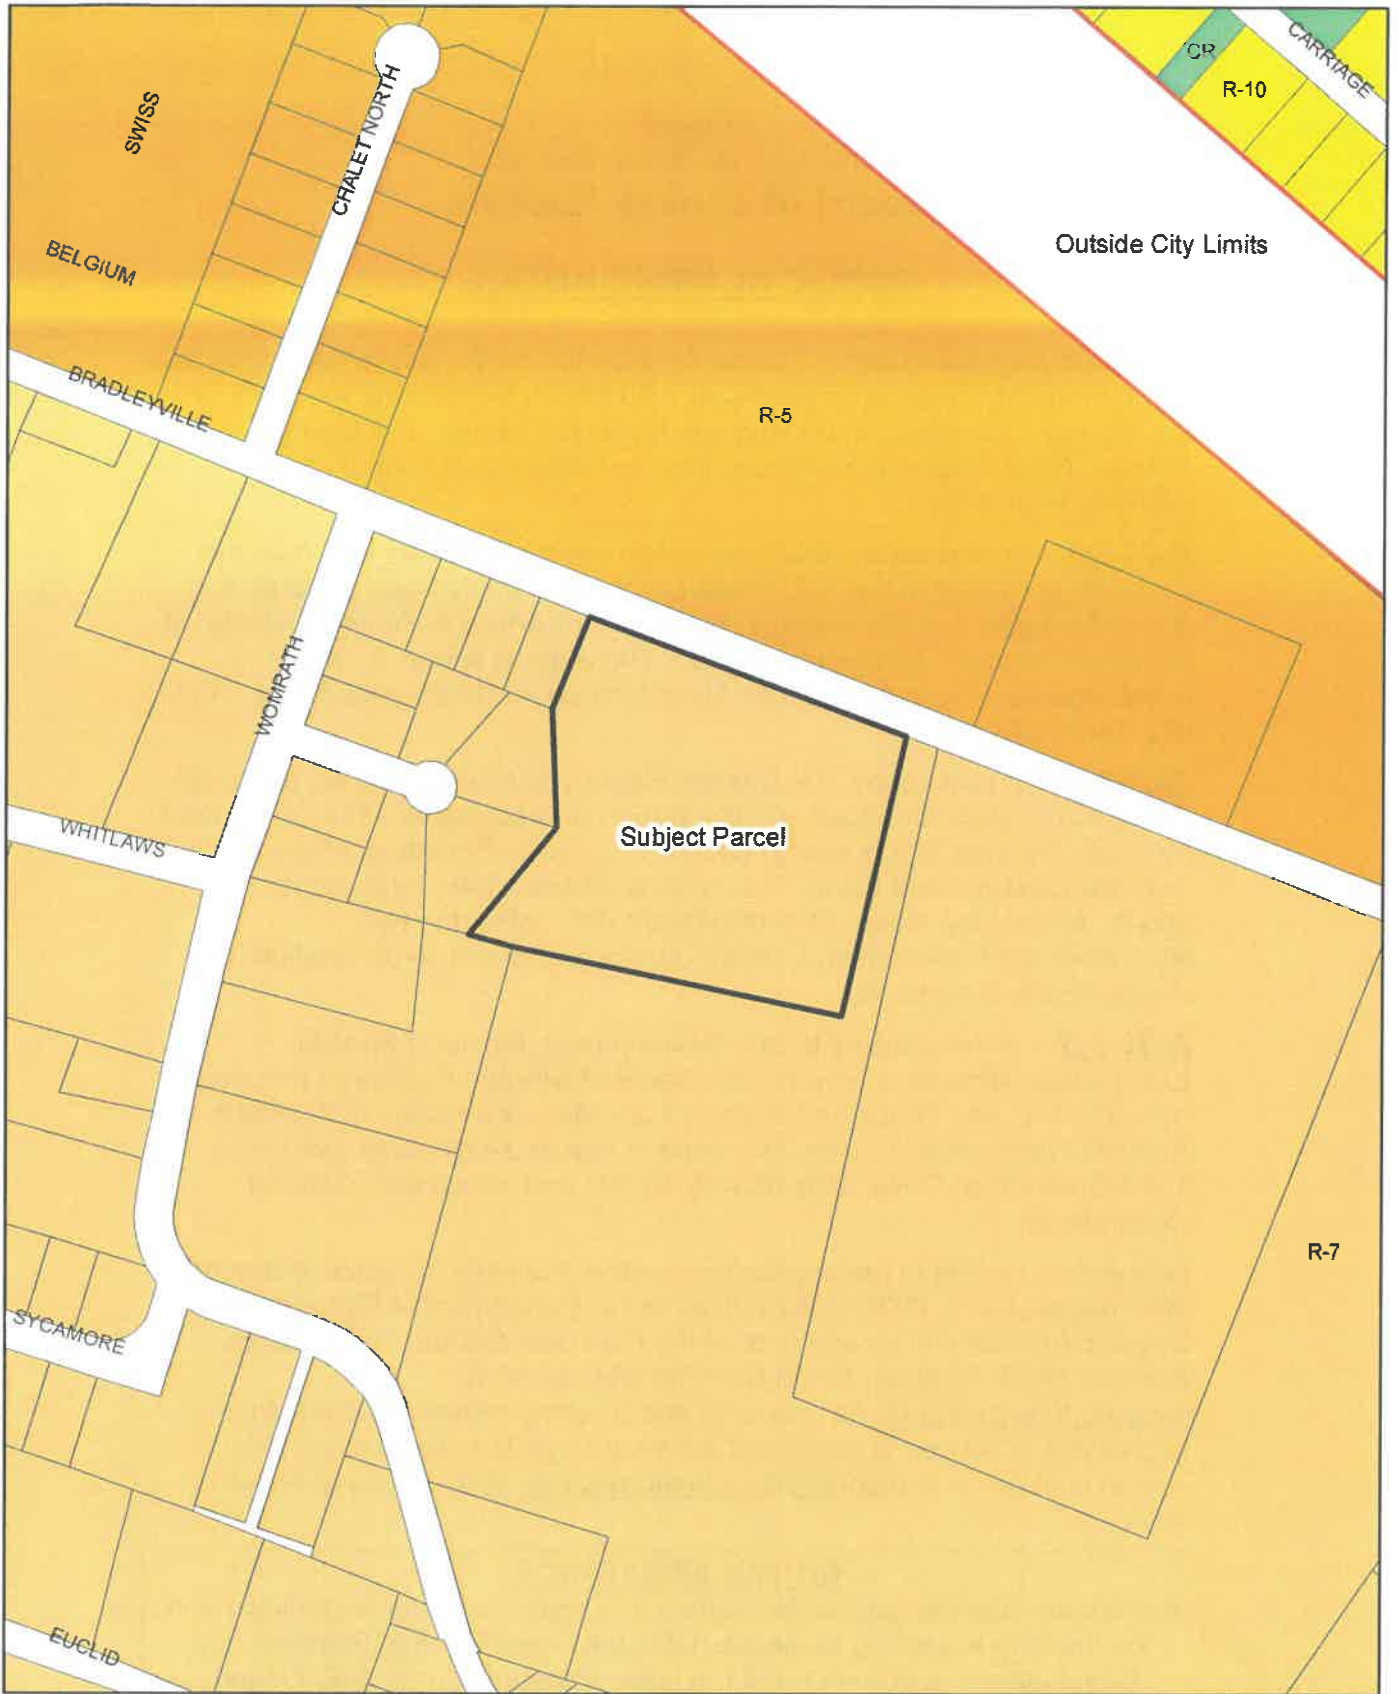 CR
CARRIAGE
R-10
SWISS
CHALET NORTH
Outside City Limits
BELGIUM
BRADLEYVILLE
R-5
WOMRATH
WHITLAWS
Subject Parcel
R-7
SYCAMORE
EUCLID